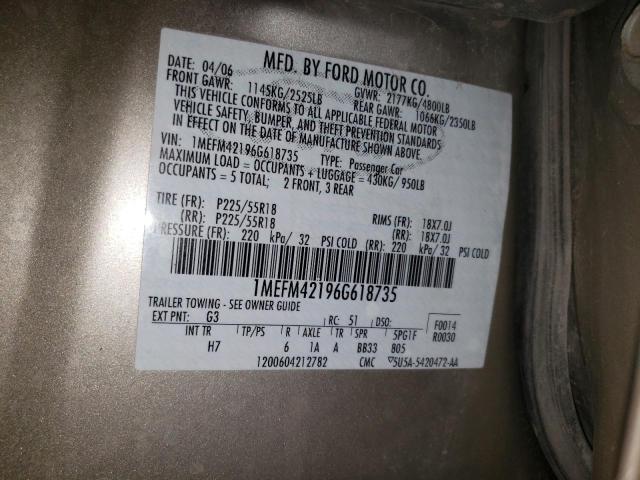 MFD. BY FORD MOTOR CO.
DATE: 04/06 GVWR: 2177KG/4800LB
FRONT GAWR: 1145KG/2525LB REAR GAWR: 1066KG/2350LB
THIS VEHICLE CONFORMS TO ALL APPLICABLE FEDERAL MOTOR
VEHICLE SAFETY, BUMPER, AND THEFT PREVENTION STANDARDS
IN EFFECT ON THE DATE OF MANUFACTURE SHOWN ABOVE.
VIN: 1MEFM42196G618735 TYPE: Passenger Car
MAXIMUM LOAD = OCCUPANTS + LUGGAGE = 430KG/950LB
OCCUPANTS = 5 TOTAL; 2 FRONT, 3 REAR
TIRE (FR): P225/55R18 RIMS (FR): 18X7.0J
(RR): P225/55R18 (RR): 18X7.0J
PRESSURE (FR): 220 kPa/ 32 PSI COLD (RR): 220 kPa/ 32 PSI COLD
1MEFM42196G618735
TRAILER TOWING - SEE OWNER GUIDE
EXT PNT: G3 RC: 51 DSO: F0014
R0030
INT TR TP/PS R AXLE TR SPR SPG1F
H7 6 1A A BB33 B05
1200604212782 CMC 5U5A-5420472-AA